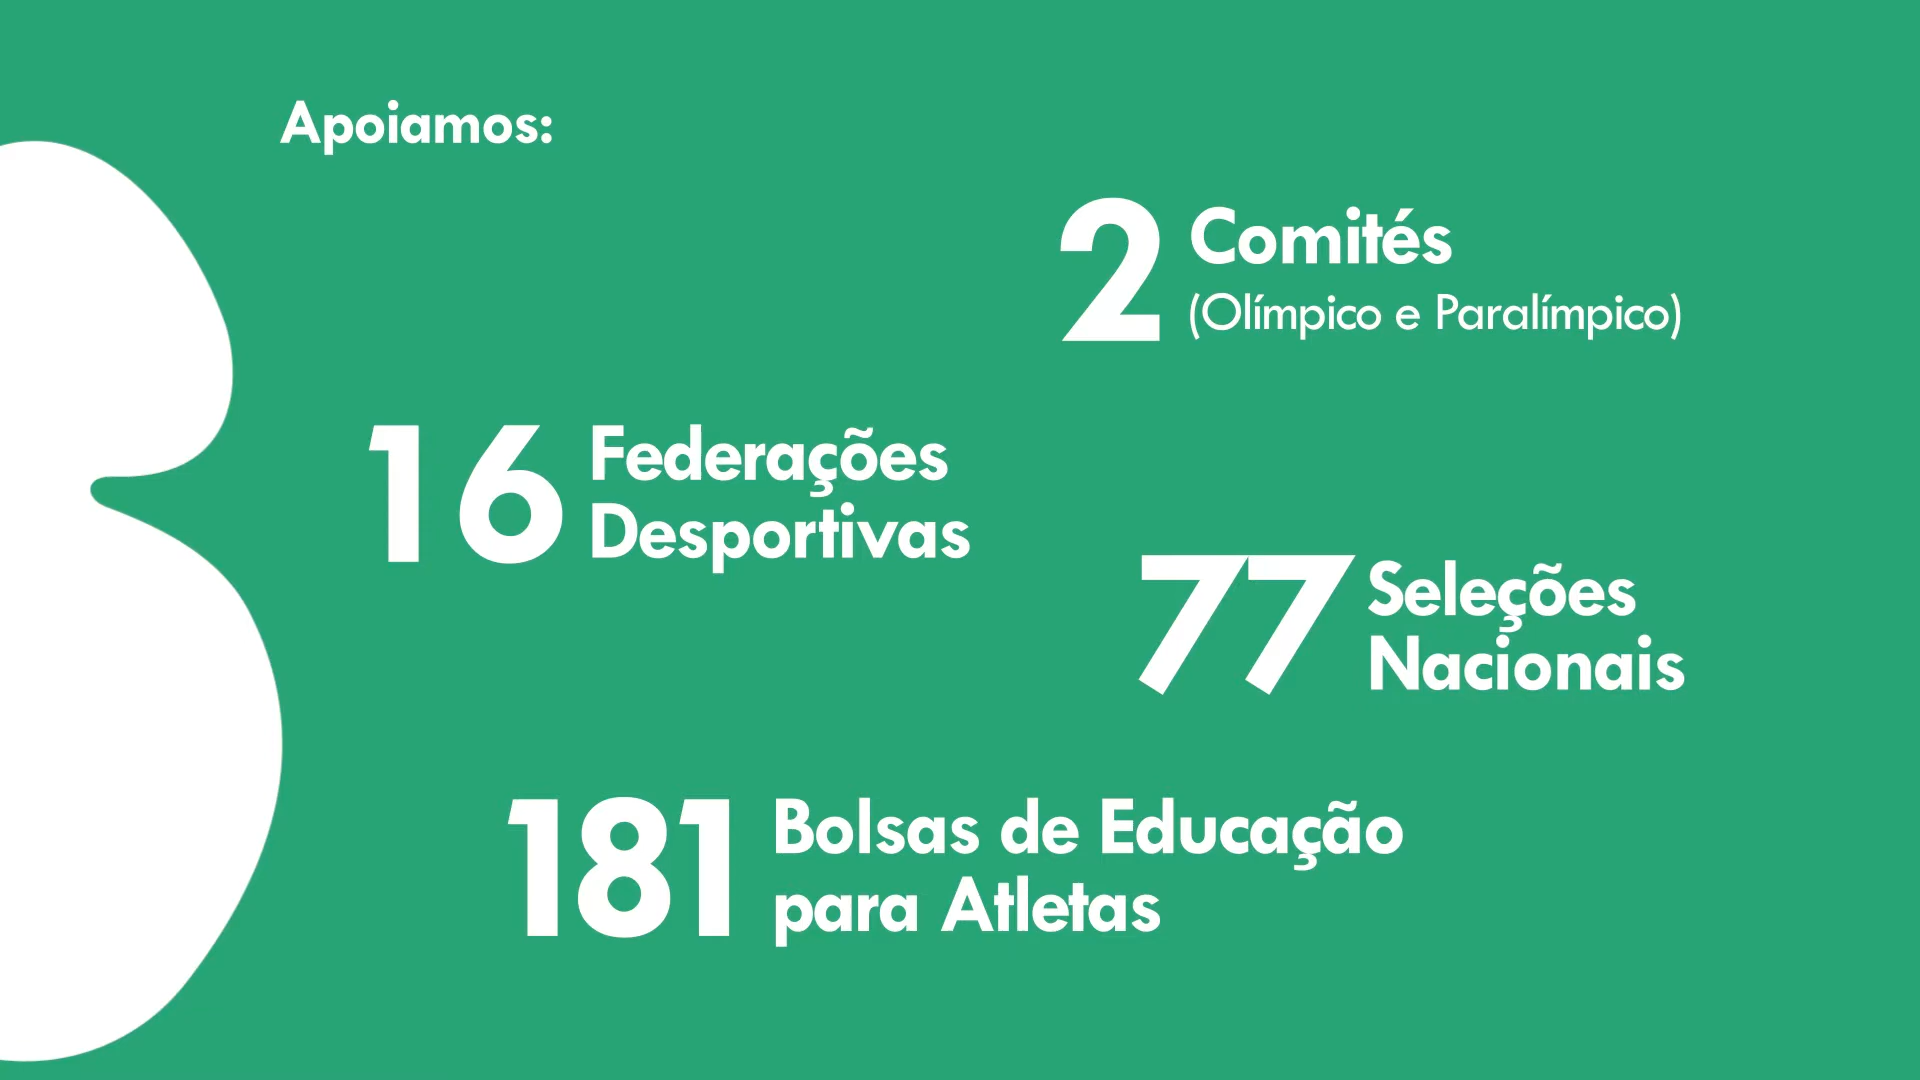 Apoiamos:
2 Comités
(Olímpico e Paralímpico)
16 Federações
Desportivas
77 Seleções
Nacionais
181 Bolsas de Educação
para Atletas